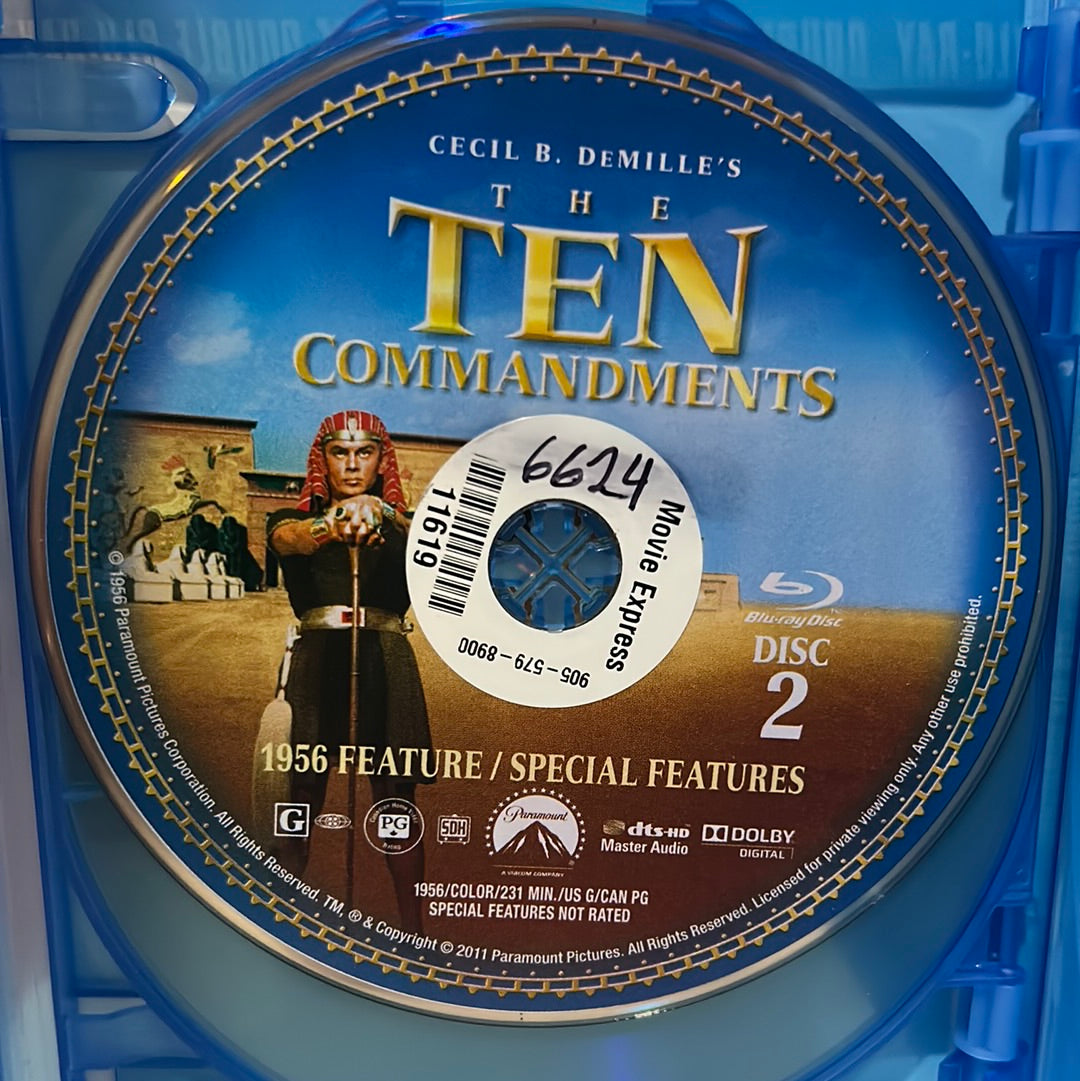 CECIL B. DEMILLE'S
THE
TEN
COMMANDMENTS
6624
Movie Express
905-579-8900
11619
Blu-ray Disc
DISC
2
1956 FEATURE / SPECIAL FEATURES
G
PG
SDH
Paramount
A VIACOM COMPANY
dts-HD
Master Audio
DOLBY
DIGITAL
1956/COLOR/231 MIN./US G/CAN PG
SPECIAL FEATURES NOT RATED
© 1956 Paramount Pictures Corporation. All Rights Reserved. TM, ® & Copyright © 2011 Paramount Pictures. All Rights Reserved. Licensed for private viewing only. Any other use prohibited.